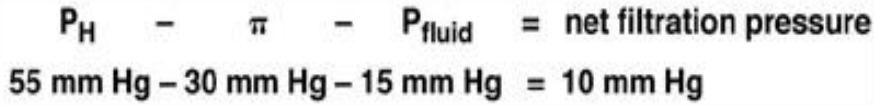 P_H – π – P_fluid = net filtration pressure
55 mm Hg – 30 mm Hg – 15 mm Hg = 10 mm Hg